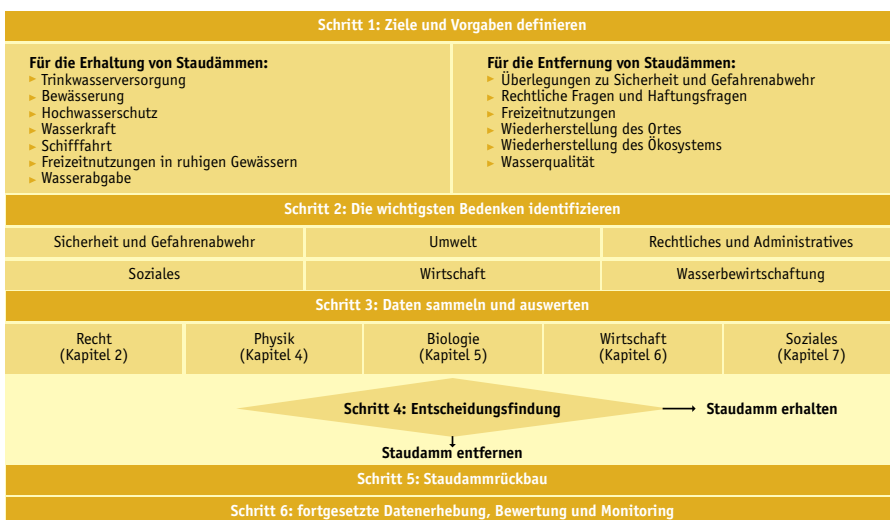 Schritt 1: Ziele und Vorgaben definieren
Für die Erhaltung von Staudämmen:
► Trinkwasserversorgung
► Bewässerung
► Hochwasserschutz
► Wasserkraft
► Schifffahrt
► Freizeitnutzungen in ruhigen Gewässern
► Wasserabgabe
Für die Entfernung von Staudämmen:
► Überlegungen zu Sicherheit und Gefahrenabwehr
► Rechtliche Fragen und Haftungsfragen
► Freizeitnutzungen
► Wiederherstellung des Ortes
► Wiederherstellung des Ökosystems
► Wasserqualität
Schritt 2: Die wichtigsten Bedenken identifizieren
Sicherheit und Gefahrenabwehr
Umwelt
Rechtliches und Administratives
Soziales
Wirtschaft
Wasserbewirtschaftung
Schritt 3: Daten sammeln und auswerten
Recht
(Kapitel 2)
Physik
(Kapitel 4)
Biologie
(Kapitel 5)
Wirtschaft
(Kapitel 6)
Soziales
(Kapitel 7)
Schritt 4: Entscheidungsfindung
Staudamm erhalten
Staudamm entfernen
Schritt 5: Staudammrückbau
Schritt 6: fortgesetzte Datenerhebung, Bewertung und Monitoring